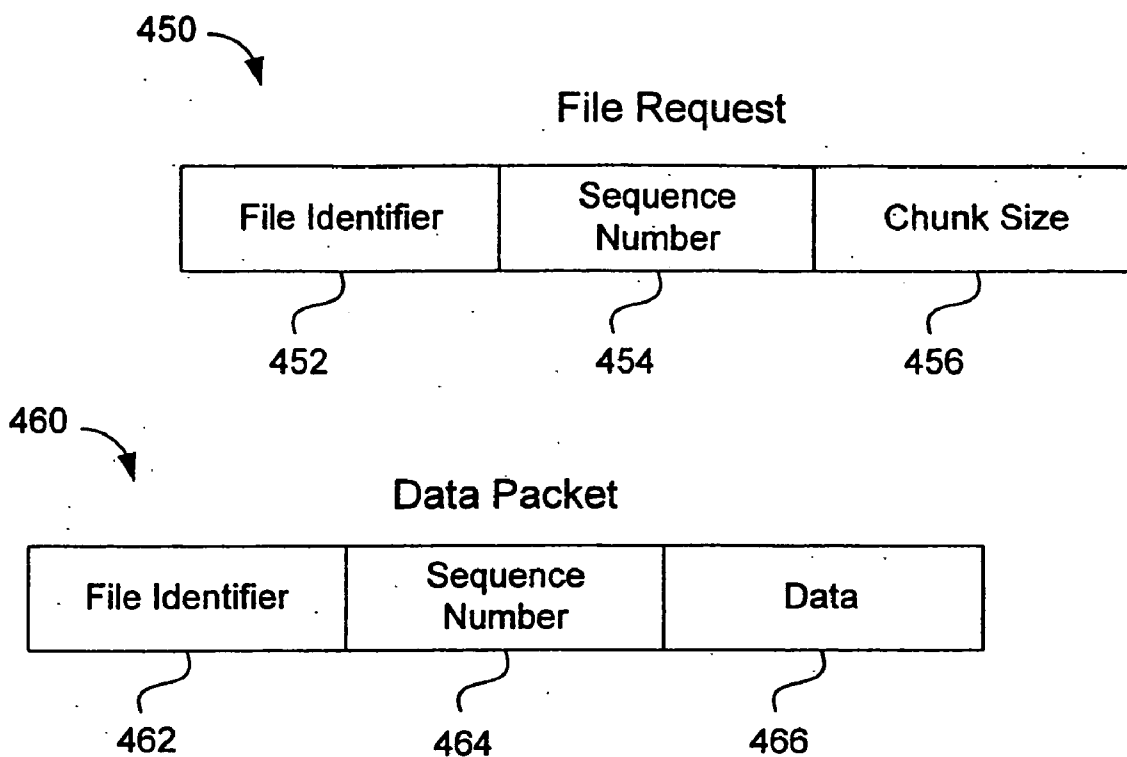 450
File Request
File Identifier
Sequence
Number
Chunk Size
452
454
456
460
Data Packet
File Identifier
Sequence
Number
Data
462
464
466